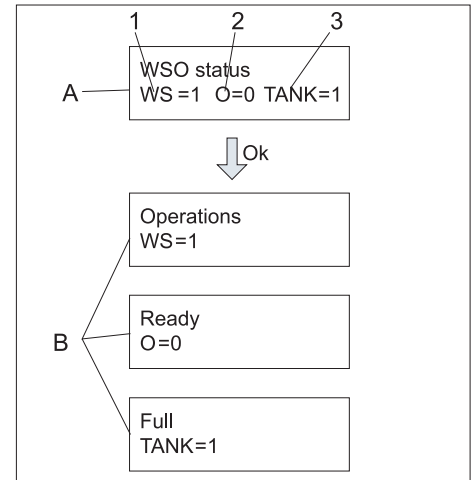 1 2 3
WSO status
A WS =1 O=0 TANK=1
Ok
Operations
WS=1
Ready
B O=0
Full
TANK=1